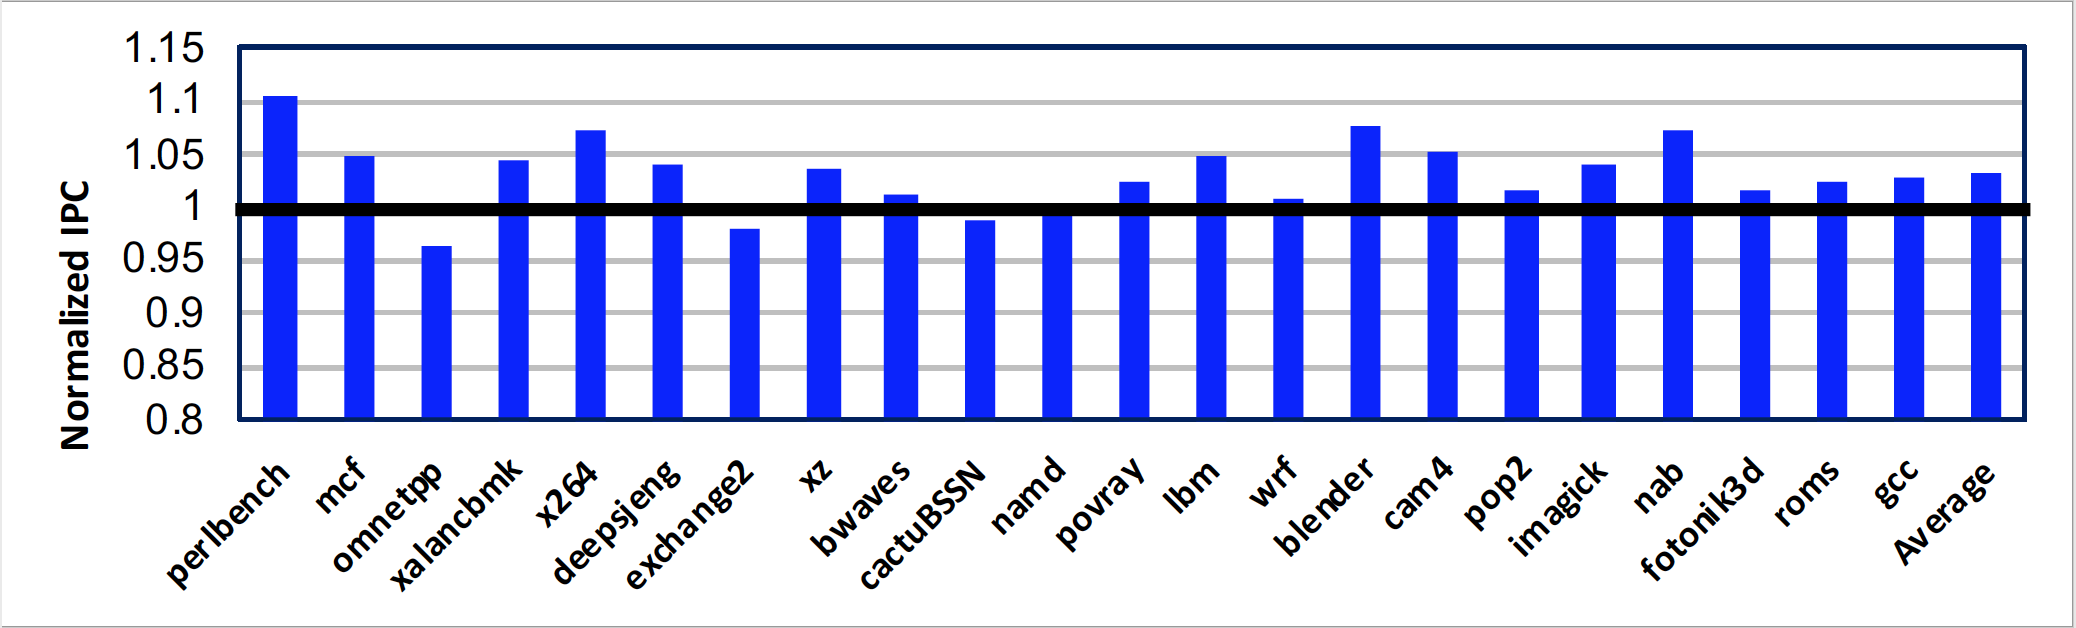 1.15
1.1
1.05
1
0.95
0.9
0.85
0.8
Normalized IPC
perlbench
mcf
omnetpp
xalancbmk
x264
deepsjeng
exchange2
xz
bwaves
cactuBSSN
namd
povray
lbm
wrf
blender
cam4
pop2
imagick
nab
fotonik3d
roms
gcc
Average